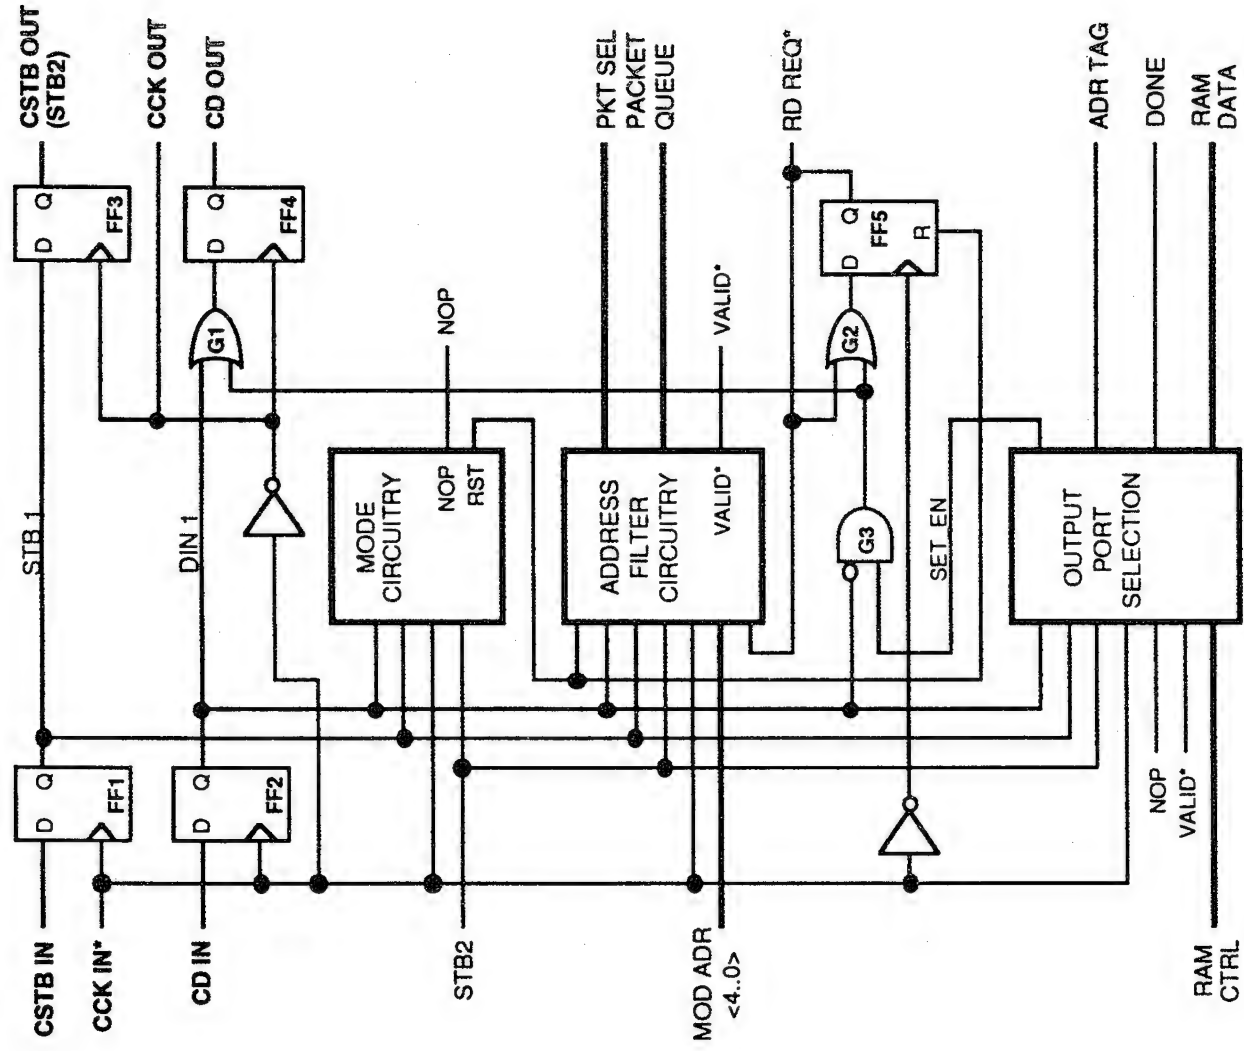 CSTB IN
CCK IN*
CD IN
STB2
MOD ADR
<4..0>
RAM
CTRL
D Q
FF1
D Q
FF2
NOP
VALID*
STB 1
DIN 1
MODE
CIRCUITRY
NOP
RST
ADDRESS
FILTER
CIRCUITRY
VALID*
G3
SET EN
OUTPUT
PORT
SELECTION
G1
NOP
VALID*
G2
D Q
FF3
D Q
FF4
D Q
FF5
R
CSTB OUT
(STB2)
CCK OUT
CD OUT
PKT SEL
PACKET
QUEUE
RD REQ*
ADR TAG
DONE
RAM
DATA